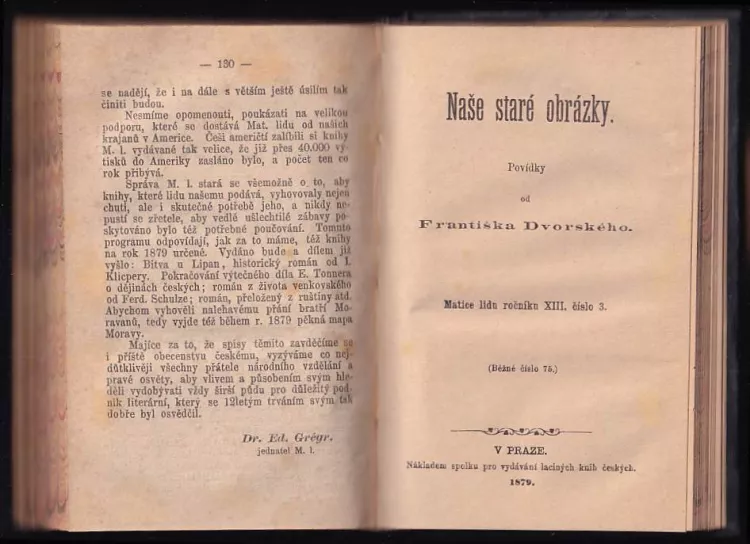 — 130 —
se nadějí, že i na dále s větším ještě úsilím tak
činiti budou.
Nesmíme opomenouti, poukázati na velikou
podporu, které se dostává Mat. lidu od našich
krajanů v Americe. Češi američtí zalíbili si knihy
M. l. vydávané tak velice, že již přes 40.000 vý-
tisků do Ameriky zasláno bylo, a počet ten co
rok přibývá.
Správa M. l. stará se všemožně o to, aby
knihy, které lidu našemu podává, vyhovovaly nejen
chuti, ale i skutečné potřebě jeho, a nikdy ne-
pustí se zřetele, aby vedlé ušlechtilé zábavy po-
skytováno bylo též potřebné poučování. Tomuto
programu odpovídají, jak za to máme, též knihy
na rok 1879 určené. Vydáno bude a dílem již
vyšlo: Bitva u Lipan, historický román od I.
Klicpery. Pokračování výtečného díla E. Tonnera
o dějinách českých; román z života venkovského
od Ferd. Schulze; román, přeložený z ruštiny atd.
Abychom vyhověli nalehavému přání bratří Mo-
ravanů, tedy vyjde též během r. 1879 pěkná mapa
Moravy.
Majíce za to, že spisy těmito zavděčíme se
i příště obecenstvu českému, vyzýváme co nej-
důtklivěji všechny přátele národního vzdělání a
pravé osvěty, aby vlivem a působením svým hle-
děli vydobývati vždy širší půdu pro důležitý pod-
nik literární, který se 12letým trváním svým tak
dobře byl osvědčil.
Dr. Ed. Grégr.
jednatel M. l.
Naše staré obrázky.
Povídky
od
Františka Dvorského.
Matice lidu ročníku XIII. číslo 3.
(Běžné číslo 75.)
V PRAZE.
Nákladem spolku pro vydávání laciných knih českých.
1879.